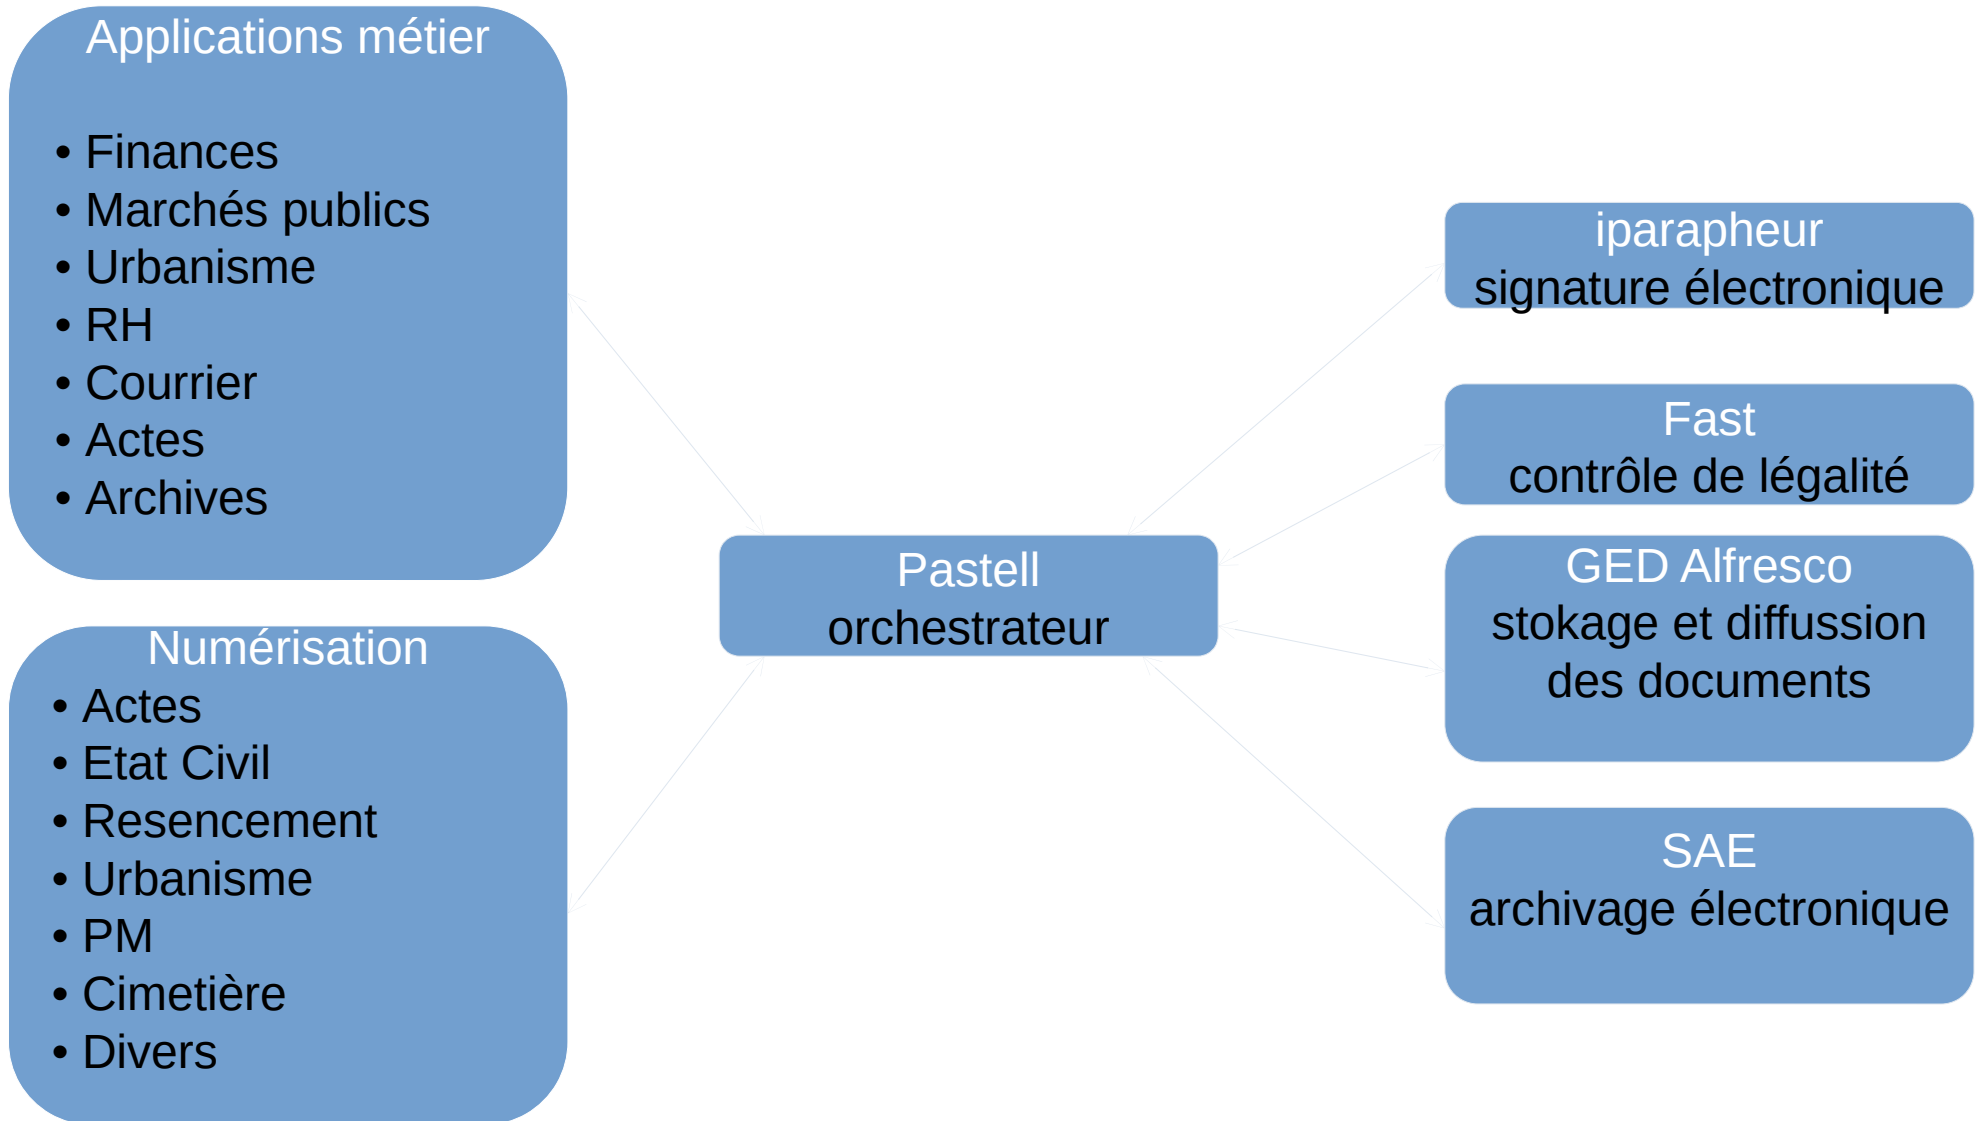 Applications métier
• Finances
• Marchés publics
• Urbanisme
• RH
• Courrier
• Actes
• Archives
Numérisation
• Actes
• Etat Civil
• Resencement
• Urbanisme
• PM
• Cimetière
• Divers
Pastell
orchestrateur
iparapheur
signature électronique
Fast
contrôle de légalité
GED Alfresco
stokage et diffussion
des documents
SAE
archivage électronique